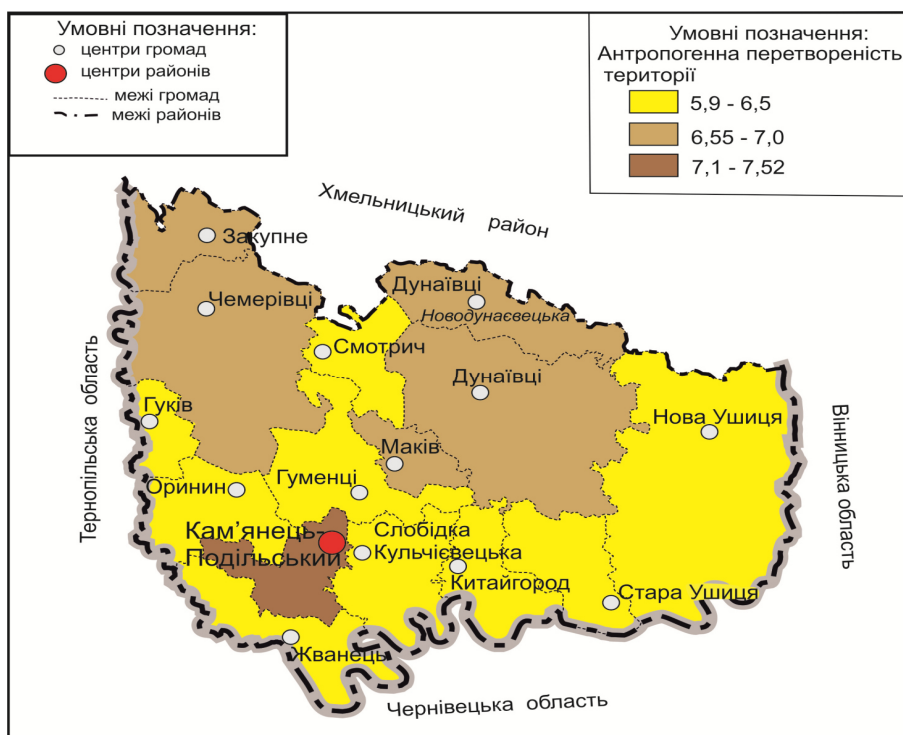 Умовні позначення:
центри громад
центри районів
межі громад
межі районів
Умовні позначення:
Антропогенна перетвореність
території
5,9 - 6,5
6,55 - 7,0
7,1 - 7,52
Хмельницький район
Закупне
Чемерівці
Дунаївці
Новодунаєвецька
Смотрич
Дунаївці
Гуків
Нова Ушиця
Маків
Оринин
Гуменці
Кам’янець-
Подільський
Слобідка
Кульчієвецька
Китайгород
Стара Ушиця
Жванець
Тернопільська область
Вінницька область
Чернівецька область